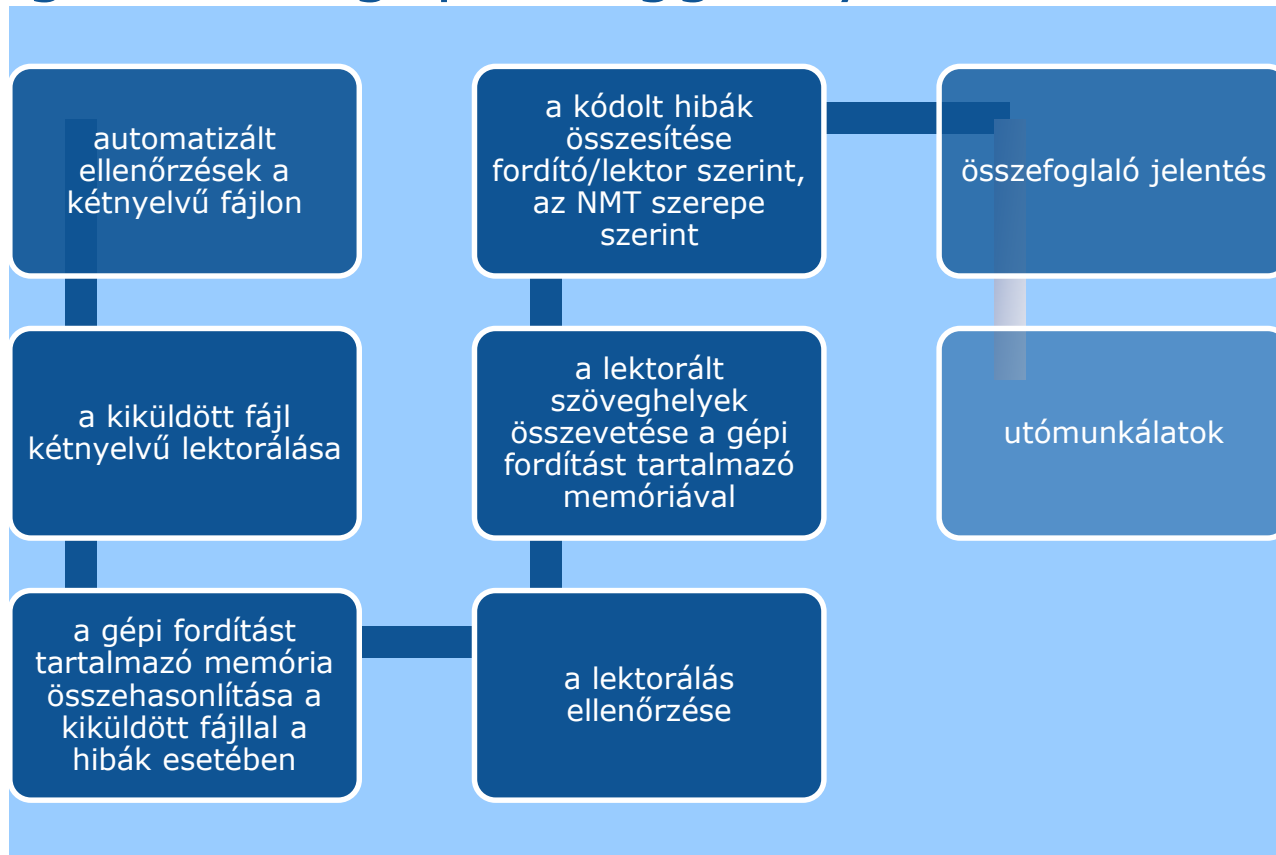 automatizált
ellenőrzések a
kétnyelvű fájlon
a kiküldött fájl
kétnyelvű lektorálása
a gépi fordítást
tartalmazó memória
összehasonlítása a
kiküldött fájllal a
hibák esetében
a lektorálás
ellenőrzése
a lektorált
szöveghelyek
összevetése a gépi
fordítást tartalmazó
memóriával
a kódolt hibák
összesítése
fordító/lektor szerint,
az NMT szerepe
szerint
összefoglaló jelentés
utómunkálatok